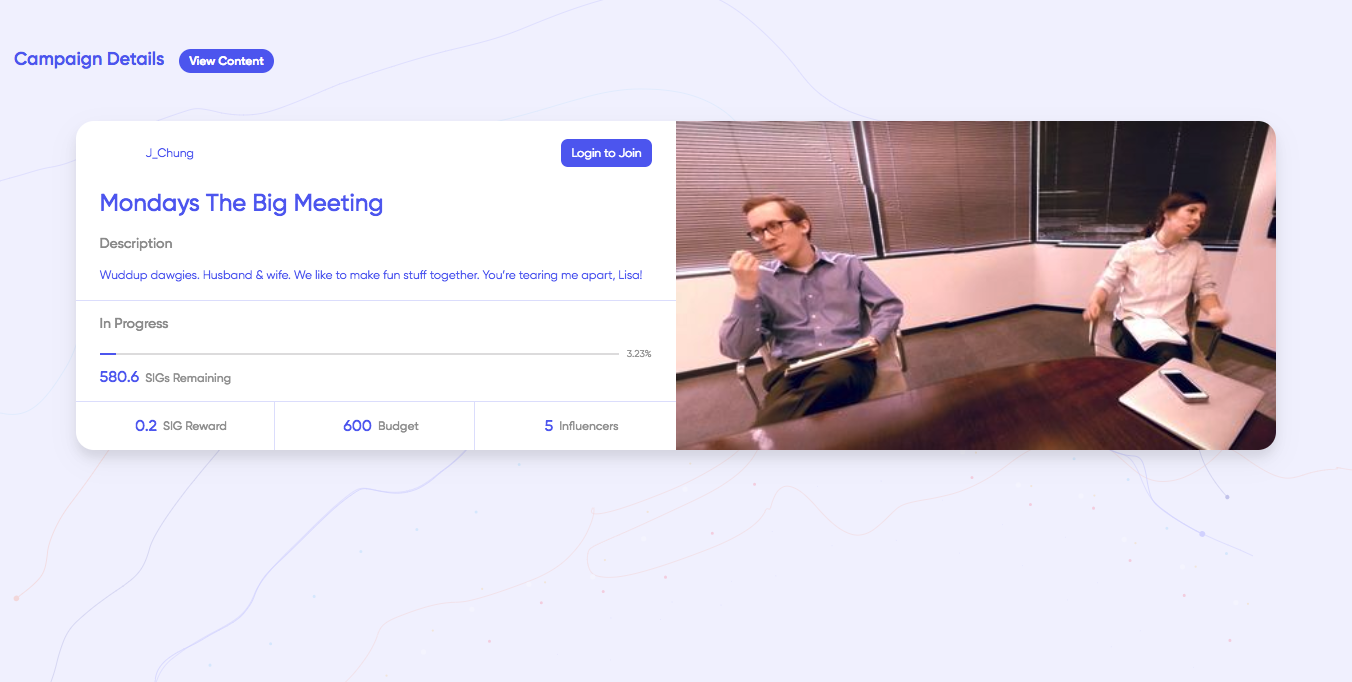 Campaign Details View Content
J_Chung Login to Join
Mondays The Big Meeting
Description
Wuddup dawgies. Husband & wife. We like to make fun stuff together. You're tearing me apart, Lisa!
In Progress
3.23%
580.6 SIGs Remaining
0.2 SIG Reward 600 Budget 5 Influencers